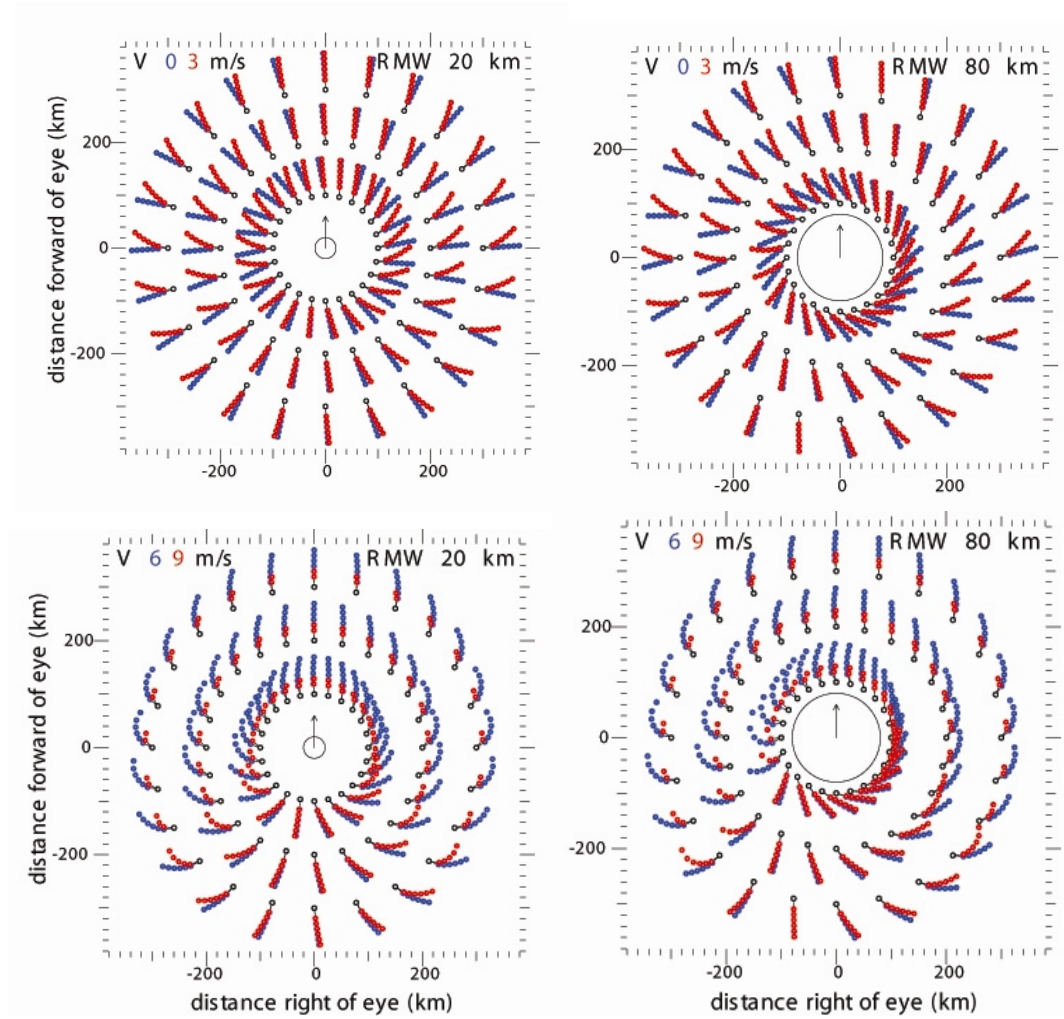 V 0 3 m/s RMW 20 km
V 0 3 m/s RMW 80 km
distance forward of eye (km)
200
0
-200
-200 0 200
200
0
-200
-200 0 200
V 6 9 m/s RMW 20 km
V 6 9 m/s RMW 80 km
distance forward of eye (km)
200
0
-200
-200 0 200
distance right of eye (km)
200
0
-200
-200 0 200
distance right of eye (km)